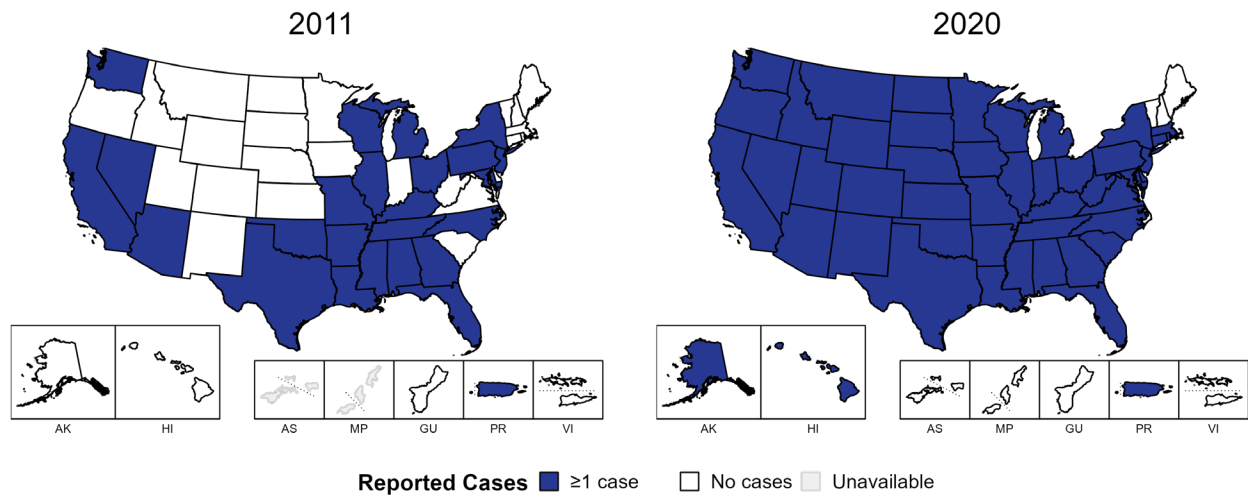 2011
2020
AK
HI
AS
MP
GU
PR
VI
AK
HI
AS
MP
GU
PR
VI
Reported Cases ≥1 case No cases Unavailable